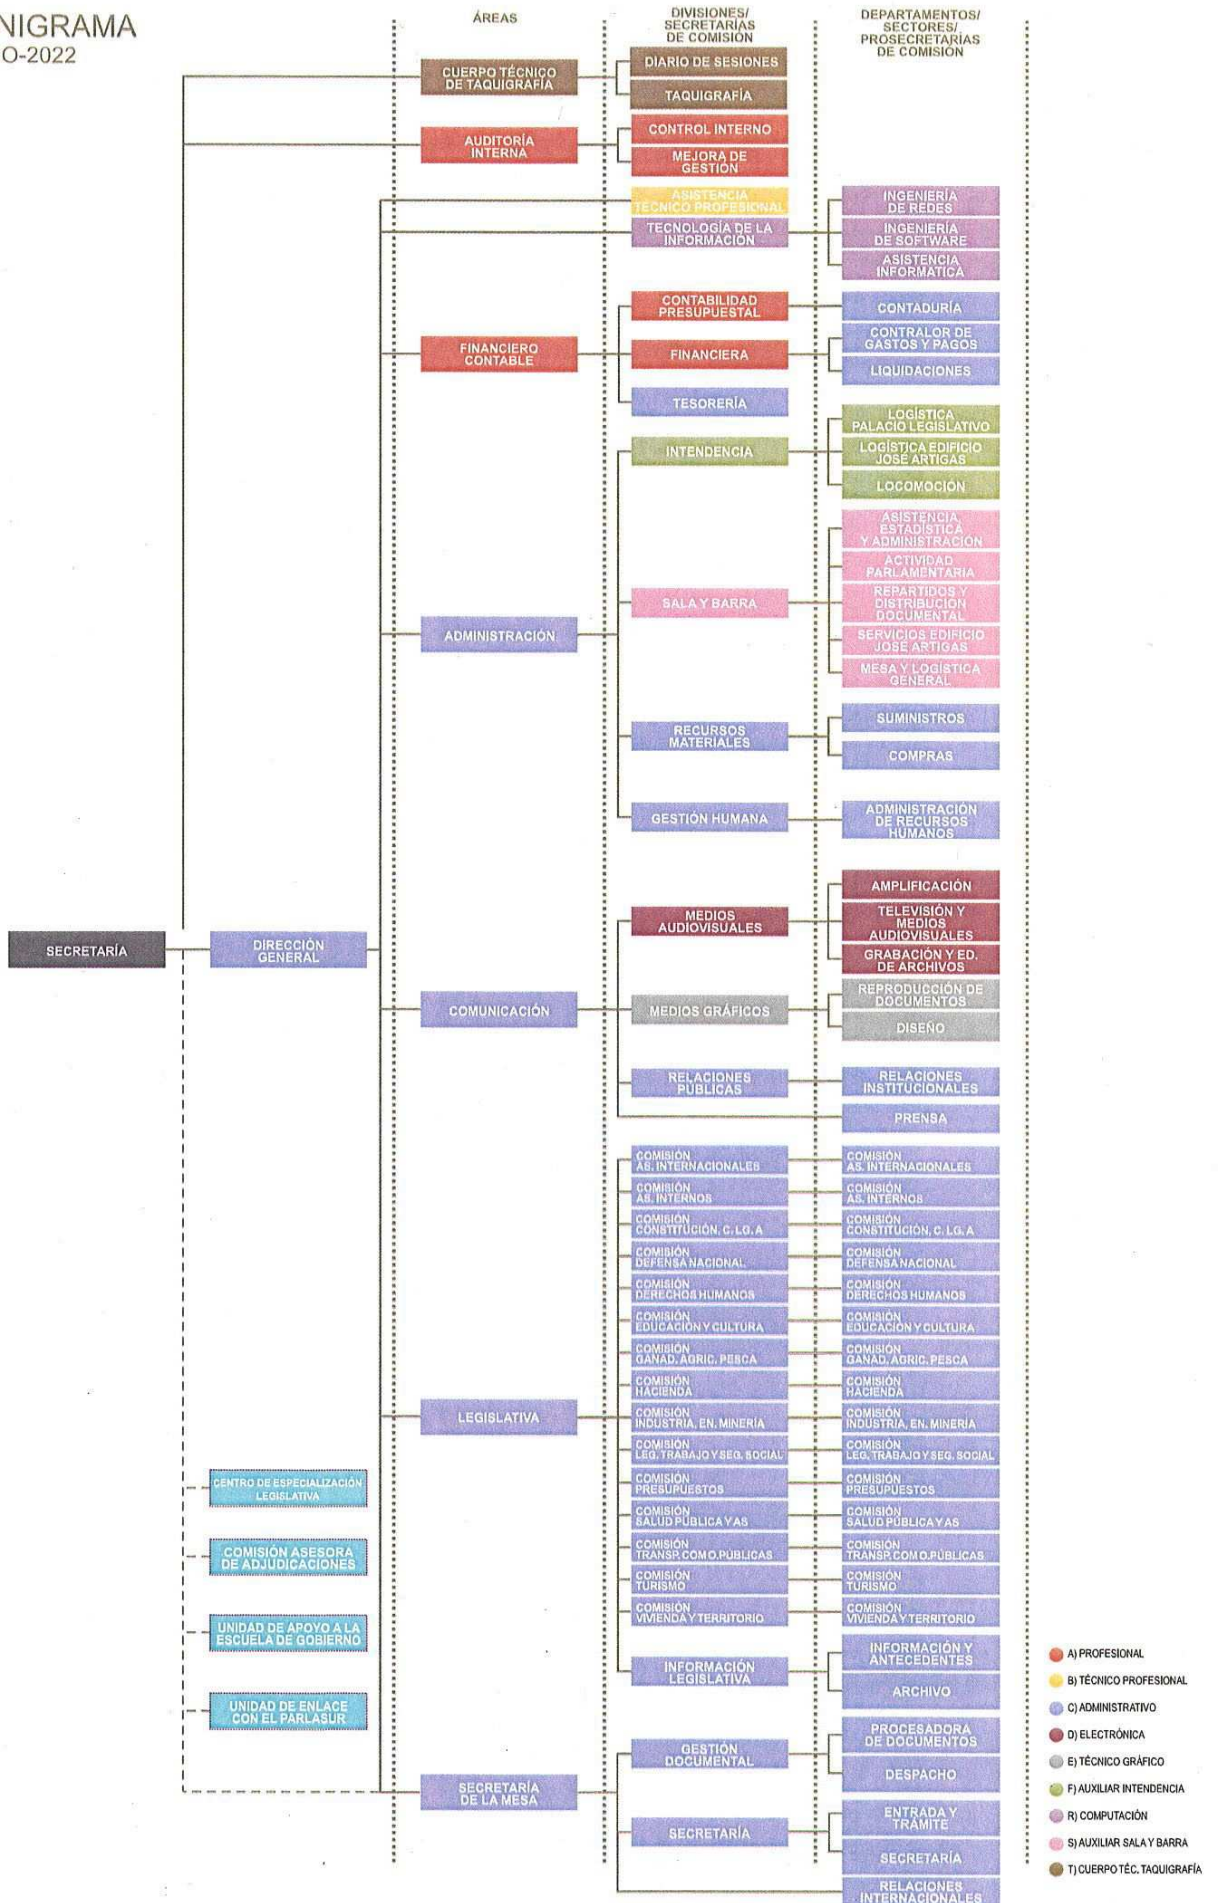 NIGRAMA
O-2022
ÁREAS
DIVISIONES/
SECRETARÍAS
DE COMISIÓN
DEPARTAMENTOS/
SECTORES/
PROSECRETARÍAS
DE COMISIÓN
CUERPO TÉCNICO
DE TAQUIGRAFÍA
DIARIO DE SESIONES
TAQUIGRAFÍA
AUDITORÍA
INTERNA
CONTROL INTERNO
MEJORA DE
GESTIÓN
ASISTENCIA
TÉCNICO PROFESIONAL
TECNOLOGÍA DE LA
INFORMACIÓN
INGENIERÍA
DE REDES
INGENIERÍA
DE SOFTWARE
ASISTENCIA
INFORMATICA
FINANCIERO
CONTABLE
CONTABILIDAD
PRESUPUESTAL
CONTADURÍA
FINANCIERA
CONTRALOR DE
GASTOS Y PAGOS
LIQUIDACIONES
TESORERÍA
ADMINISTRACIÓN
INTENDENCIA
LOGÍSTICA
PALACIO LEGISLATIVO
LOGÍSTICA EDIFICIO
JOSÉ ARTIGAS
LOCOMOCIÓN
SALA Y BARRA
ASISTENCIA,
ESTADÍSTICA
Y ADMINISTRACIÓN
ACTIVIDAD
PARLAMENTARIA
REPARTIDOS Y
DISTRIBUCIÓN
DOCUMENTAL
SERVICIOS EDIFICIO
JOSÉ ARTIGAS
MESA Y LOGÍSTICA
GENERAL
RECURSOS
MATERIALES
SUMINISTROS
COMPRAS
GESTIÓN HUMANA
ADMINISTRACIÓN
DE RECURSOS
HUMANOS
SECRETARÍA
DIRECCIÓN
GENERAL
COMUNICACIÓN
MEDIOS
AUDIOVISUALES
AMPLIFICACIÓN
TELEVISIÓN Y
MEDIOS
AUDIOVISUALES
GRABACIÓN Y ED.
DE ARCHIVOS
MEDIOS GRÁFICOS
REPRODUCCIÓN DE
DOCUMENTOS
DISEÑO
RELACIONES
PÚBLICAS
RELACIONES
INSTITUCIONALES
PRENSA
LEGISLATIVA
COMISIÓN
AS. INTERNACIONALES
COMISIÓN
AS. INTERNACIONALES
COMISIÓN
AS. INTERNOS
COMISIÓN
AS. INTERNOS
COMISIÓN
CONSTITUCIÓN, C. LG. A
COMISIÓN
CONSTITUCIÓN, C. LG. A
COMISIÓN
DEFENSA NACIONAL
COMISIÓN
DEFENSA NACIONAL
COMISIÓN
DERECHOS HUMANOS
COMISIÓN
DERECHOS HUMANOS
COMISIÓN
EDUCACIÓN Y CULTURA
COMISIÓN
EDUCACIÓN Y CULTURA
COMISIÓN
GANAD. AGRIC. PESCA
COMISIÓN
GANAD. AGRIC. PESCA
COMISIÓN
HACIENDA
COMISIÓN
HACIENDA
COMISIÓN
INDUSTRIA, EN. MINERÍA
COMISIÓN
INDUSTRIA, EN. MINERÍA
COMISIÓN
LEG. TRABAJO Y SEG. SOCIAL
COMISIÓN
LEG. TRABAJO Y SEG. SOCIAL
COMISIÓN
PRESUPUESTOS
COMISIÓN
PRESUPUESTOS
COMISIÓN
SALUD PÚBLICA Y AS
COMISIÓN
SALUD PÚBLICA Y AS
COMISIÓN
TRANSP. COM O. PÚBLICAS
COMISIÓN
TRANSP. COM O. PÚBLICAS
COMISIÓN
TURISMO
COMISIÓN
TURISMO
COMISIÓN
VIVIENDA Y TERRITORIO
COMISIÓN
VIVIENDA Y TERRITORIO
INFORMACIÓN
LEGISLATIVA
INFORMACIÓN Y
ANTECEDENTES
ARCHIVO
CENTRO DE ESPECIALIZACIÓN
LEGISLATIVA
COMISIÓN ASESORA
DE ADJUDICACIONES
UNIDAD DE APOYO A LA
ESCUELA DE GOBIERNO
UNIDAD DE ENLACE
CON EL PARLASUR
SECRETARÍA
DE LA MESA
GESTIÓN
DOCUMENTAL
PROCESADORA
DE DOCUMENTOS
DESPACHO
SECRETARÍA
ENTRADA Y
TRÁMITE
SECRETARÍA
RELACIONES
INTERNACIONALES
A) PROFESIONAL
B) TÉCNICO PROFESIONAL
C) ADMINISTRATIVO
D) ELECTRÓNICA
E) TÉCNICO GRÁFICO
F) AUXILIAR INTENDENCIA
R) COMPUTACIÓN
S) AUXILIAR SALA Y BARRA
T) CUERPO TÉC. TAQUIGRAFÍA